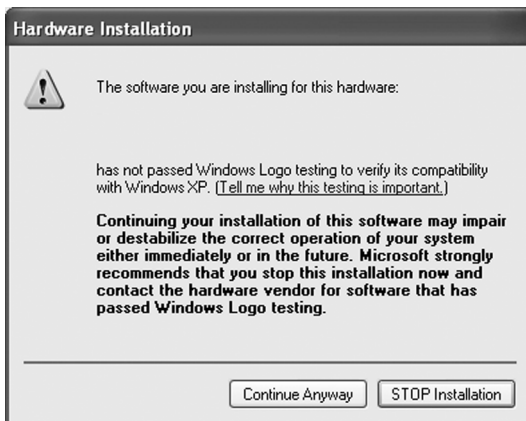 Hardware Installation
The software you are installing for this hardware:
has not passed Windows Logo testing to verify its compatibility
with Windows XP. (Tell me why this testing is important.)
Continuing your installation of this software may impair
or destabilize the correct operation of your system
either immediately or in the future. Microsoft strongly
recommends that you stop this installation now and
contact the hardware vendor for software that has
passed Windows Logo testing.
Continue Anyway
STOP Installation